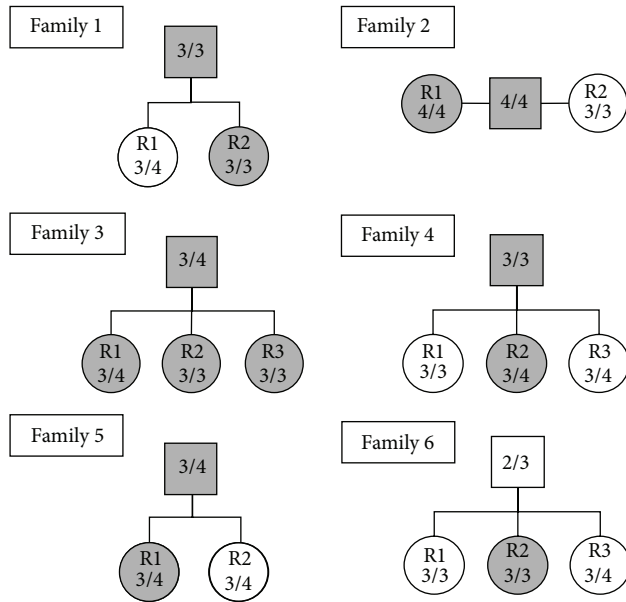 Family 1
3/3
R1
3/4
R2
3/3
Family 2
R1
4/4
4/4
R2
3/3
Family 3
3/4
R1
3/4
R2
3/3
R3
3/3
Family 4
3/3
R1
3/3
R2
3/4
R3
3/4
Family 5
3/4
R1
3/4
R2
3/4
Family 6
2/3
R1
3/3
R2
3/3
R3
3/4